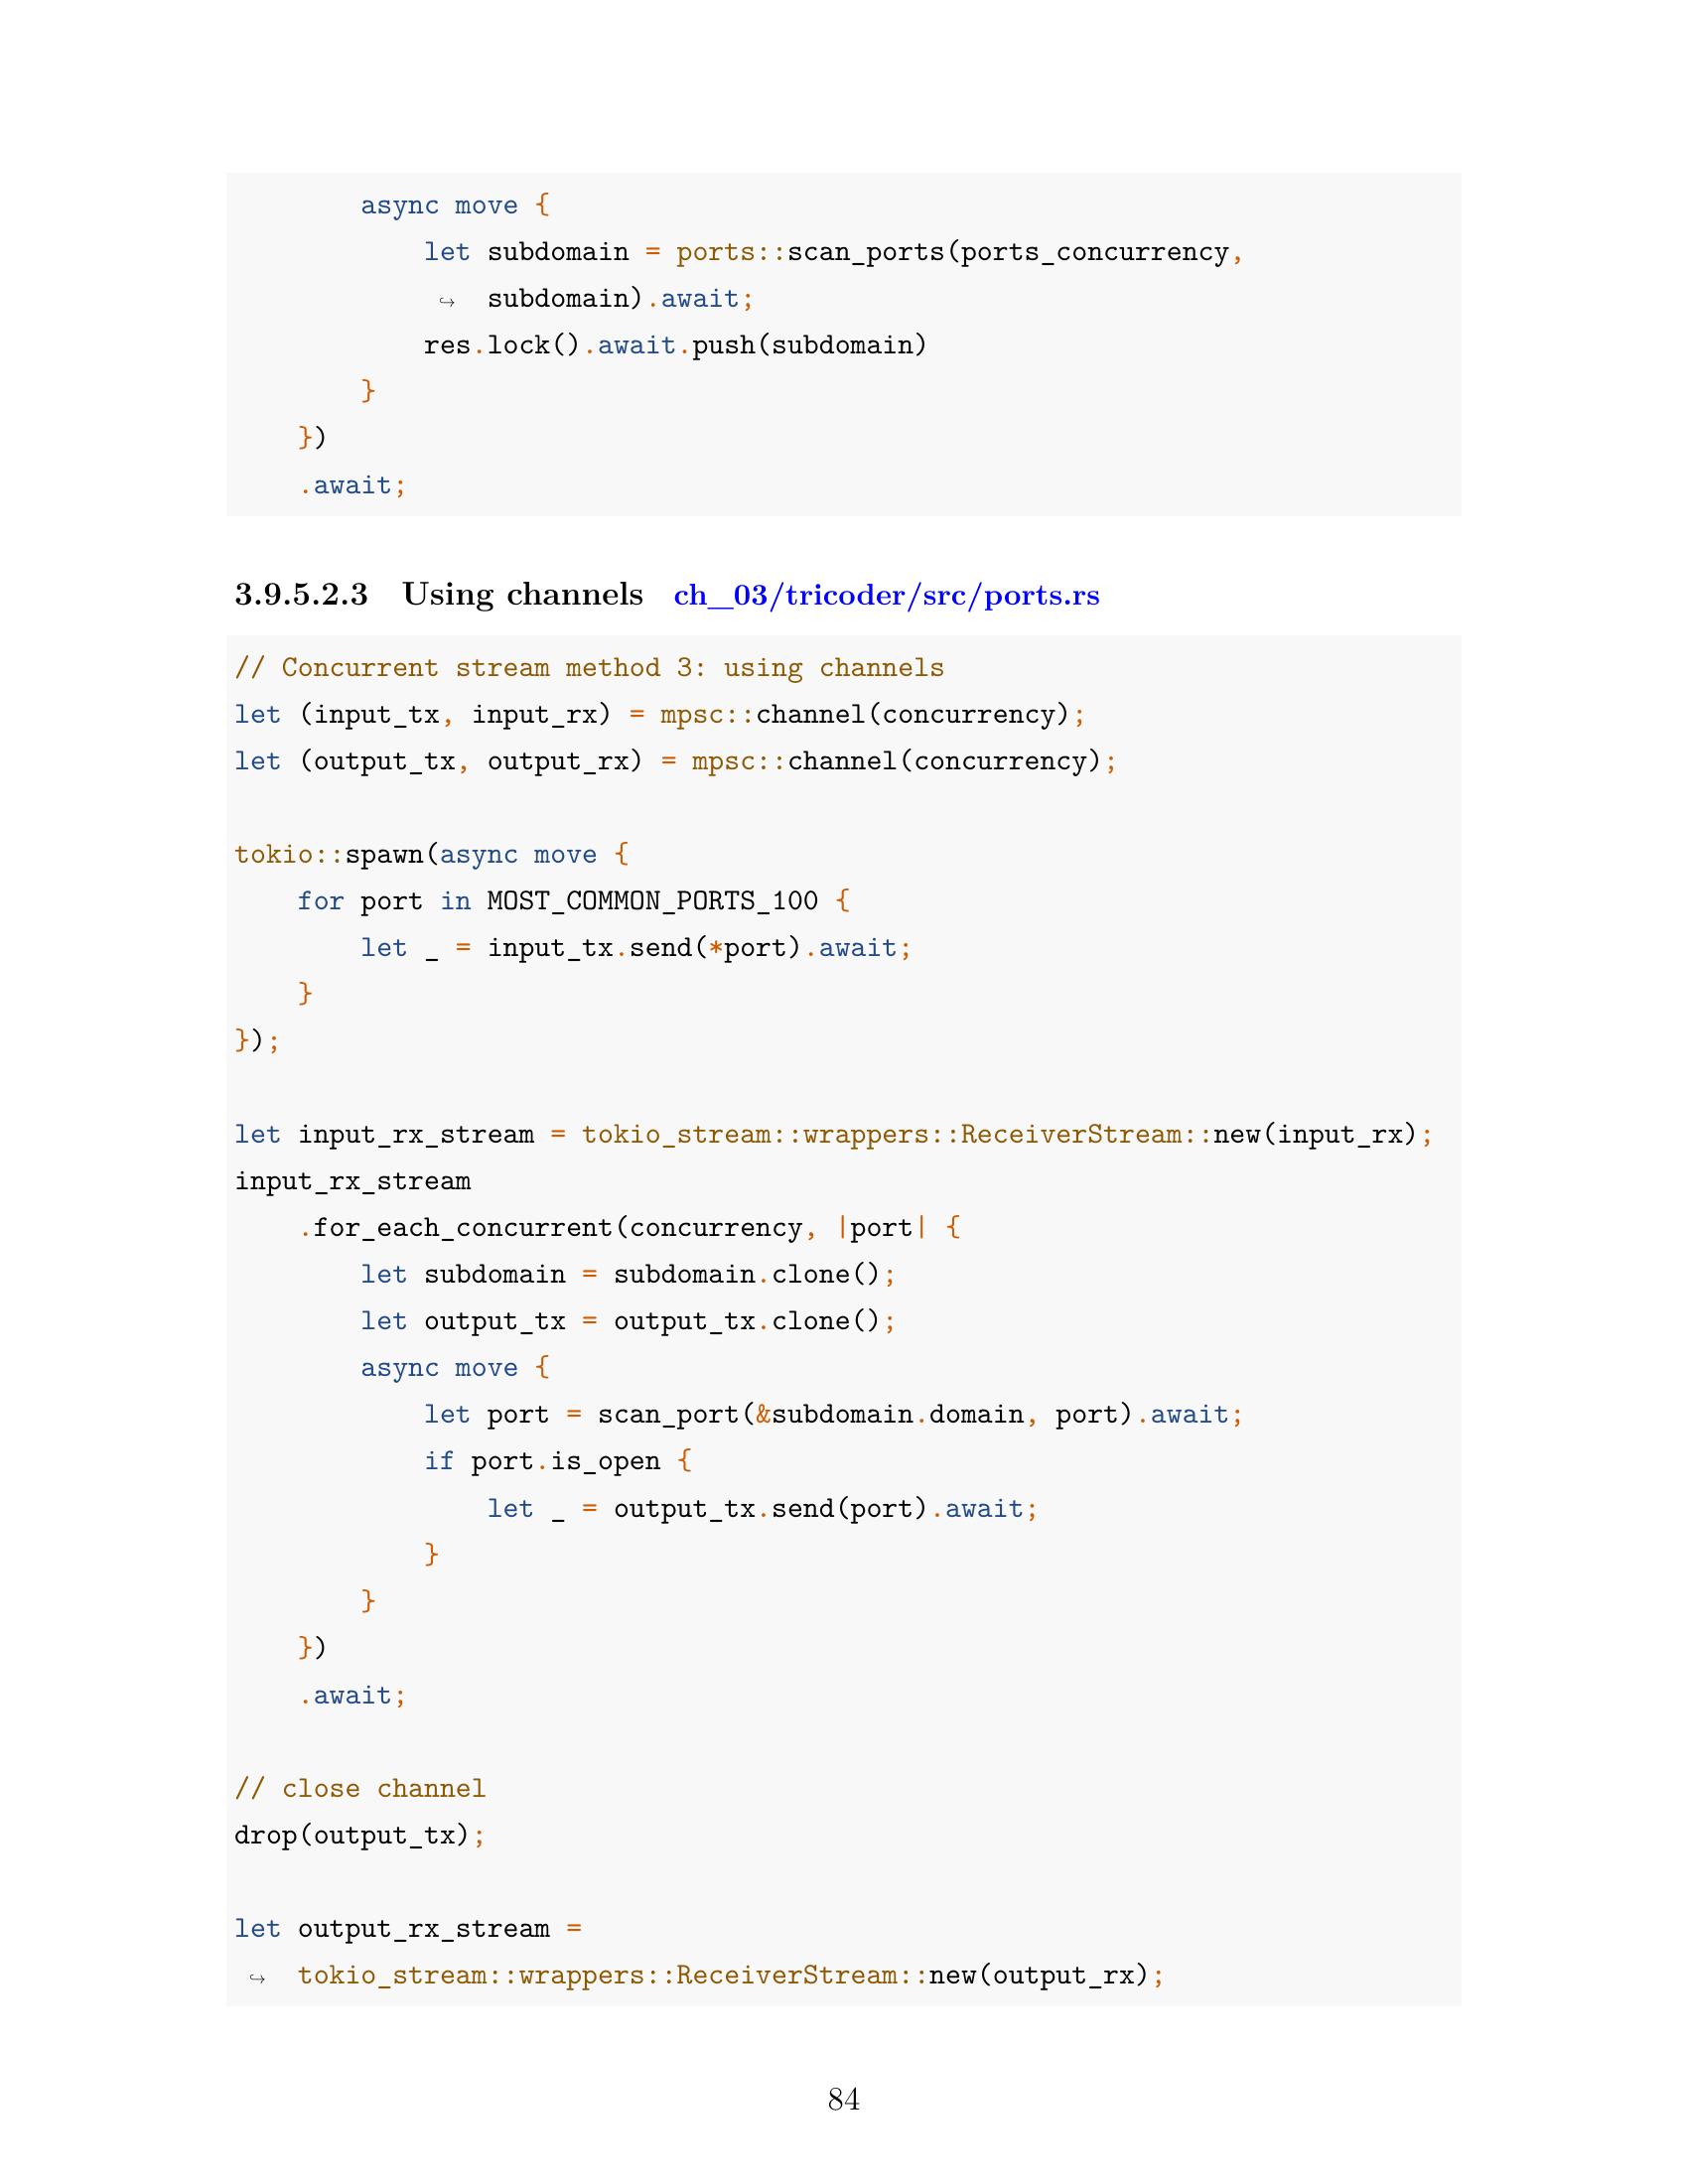 async move {
            let subdomain = ports::scan_ports(ports_concurrency,
             ↪  subdomain).await;
            res.lock().await.push(subdomain)
        }
    })
    .await;
3.9.5.2.3 Using channels ch_03/tricoder/src/ports.rs
// Concurrent stream method 3: using channels
let (input_tx, input_rx) = mpsc::channel(concurrency);
let (output_tx, output_rx) = mpsc::channel(concurrency);

tokio::spawn(async move {
    for port in MOST_COMMON_PORTS_100 {
        let _ = input_tx.send(*port).await;
    }
});

let input_rx_stream = tokio_stream::wrappers::ReceiverStream::new(input_rx);
input_rx_stream
    .for_each_concurrent(concurrency, |port| {
        let subdomain = subdomain.clone();
        let output_tx = output_tx.clone();
        async move {
            let port = scan_port(&subdomain.domain, port).await;
            if port.is_open {
                let _ = output_tx.send(port).await;
            }
        }
    })
    .await;

// close channel
drop(output_tx);

let output_rx_stream =
 ↪  tokio_stream::wrappers::ReceiverStream::new(output_rx);
84